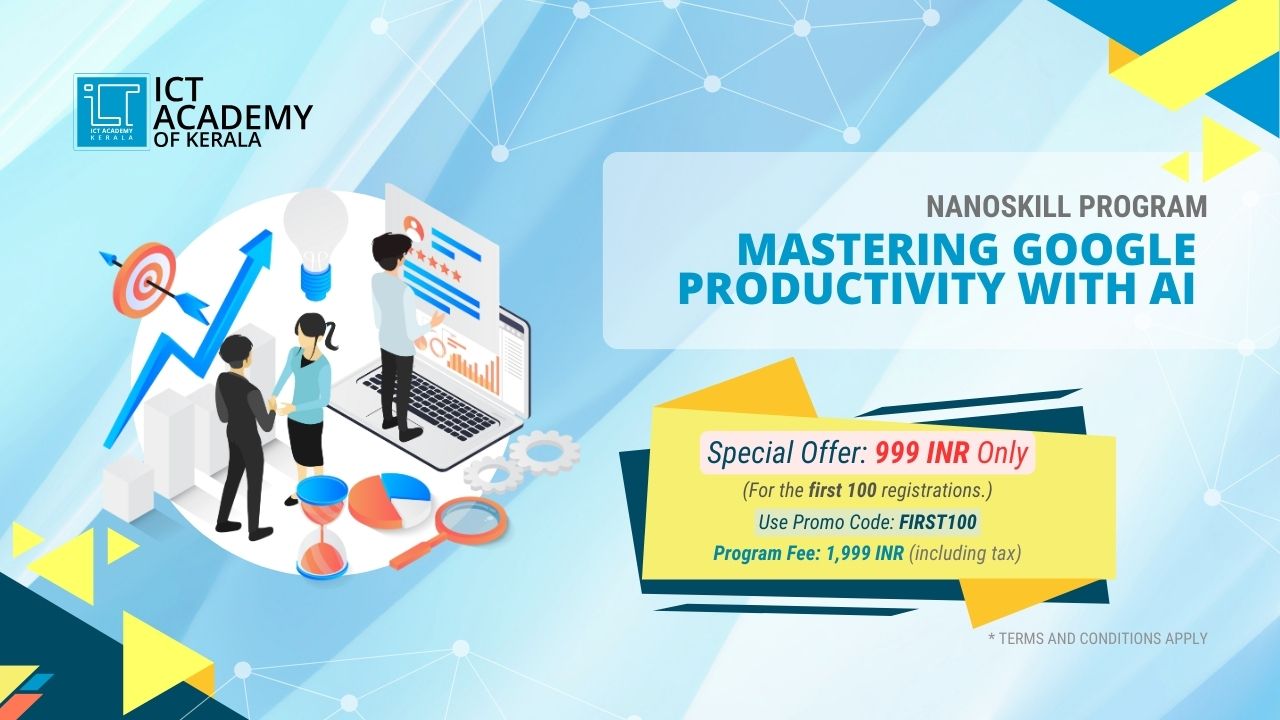 ICT
ACADEMY
OF KERALA
ICT ACADEMY
KERALA
NANOSKILL PROGRAM
MASTERING GOOGLE
PRODUCTIVITY WITH AI
Special Offer: 999 INR Only
(For the first 100 registrations.)
Use Promo Code: FIRST100
Program Fee: 1,999 INR (including tax)
* TERMS AND CONDITIONS APPLY